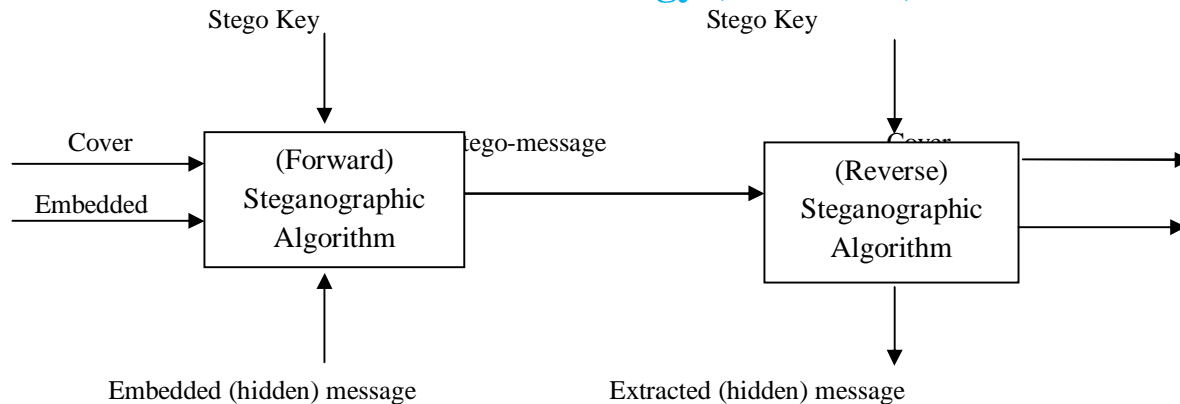 Stego Key
Stego Key
Cover
tego-message
Cover
(Forward)
Steganographic
Algorithm
(Reverse)
Steganographic
Algorithm
Embedded
Embedded (hidden) message
Extracted (hidden) message